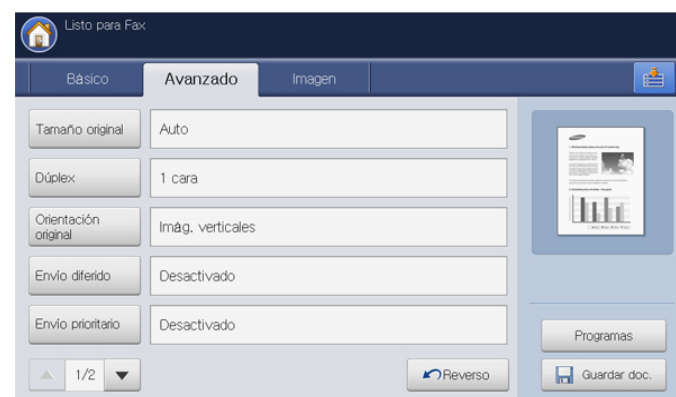 Listo para Fax
Básico
Avanzado
Imagen
Tamaño original
Auto
Dúplex
1 cara
Orientación
original
Imág. verticales
Envío diferido
Desactivado
Envío prioritario
Desactivado
1/2
Reverso
Programas
Guardar doc.